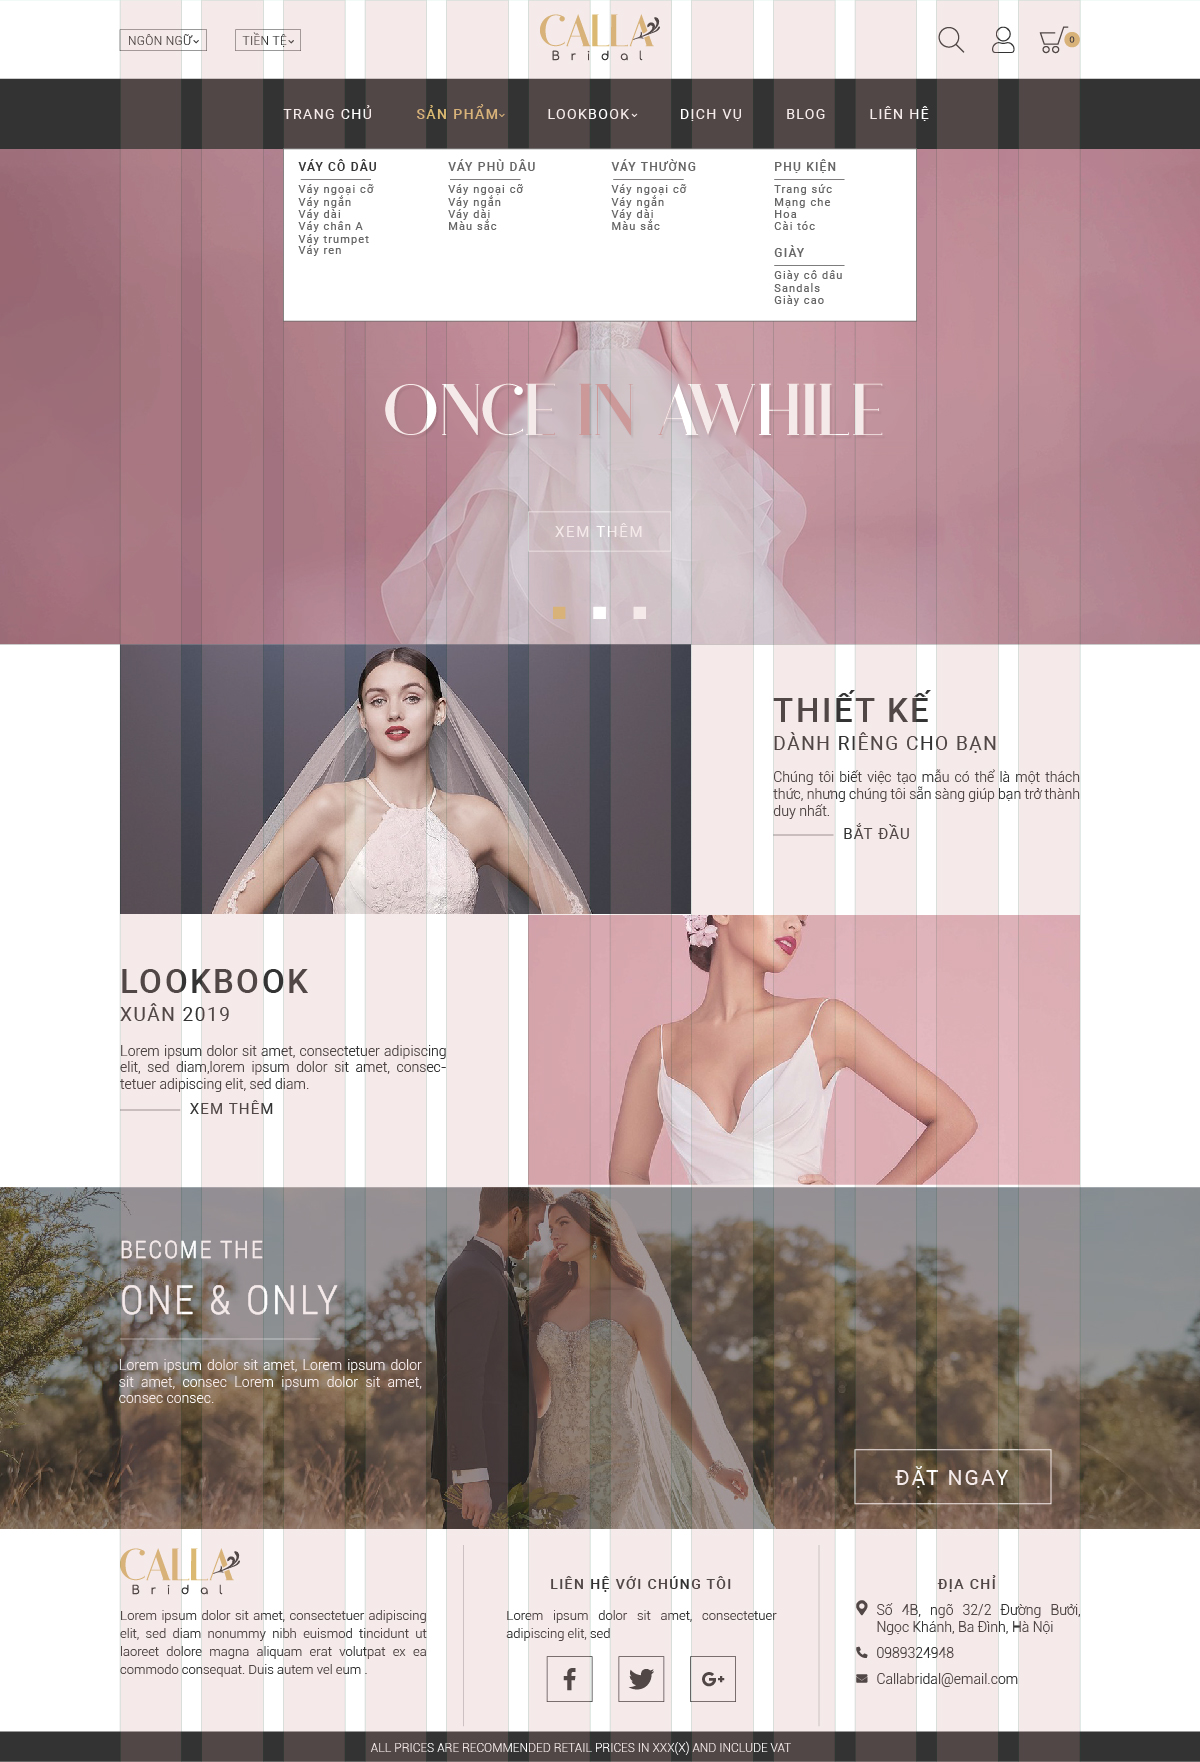 NGÔN NGỮ
TIỀN TỆ
CALLA
Bridal
0
TRANG CHỦ
SẢN PHẨM
LOOKBOOK
DỊCH VỤ
BLOG
LIÊN HỆ
VÁY CÔ DÂU
Váy ngoại cỡ
Váy ngắn
Váy dài
Váy chân A
Váy trumpet
Váy ren
VÁY PHÙ DÂU
Váy ngoại cỡ
Váy ngắn
Váy dài
Màu sắc
VÁY THƯỜNG
Váy ngoại cỡ
Váy ngắn
Váy dài
Màu sắc
PHỤ KIỆN
Trang sức
Mạng che
Hoa
Cài tóc
GIÀY
Giày cô dâu
Sandals
Giày cao
ONCE IN AWHILE
XEM THÊM
THIẾT KẾ
DÀNH RIÊNG CHO BẠN
Chúng tôi biết việc tạo mẫu có thể là một thách
thức, nhưng chúng tôi sẵn sàng giúp bạn trở thành
duy nhất.
BẮT ĐẦU
LOOKBOOK
XUÂN 2019
Lorem ipsum dolor sit amet, consectetuer adipiscing
elit, sed diam,lorem ipsum dolor sit amet, consec-
tetuer adipiscing elit, sed diam.
XEM THÊM
BECOME THE
ONE & ONLY
Lorem ipsum dolor sit amet, Lorem ipsum dolor
sit amet, consec Lorem ipsum dolor sit amet,
consec consec.
ĐẶT NGAY
CALLA
Bridal
Lorem ipsum dolor sit amet, consectetuer adipiscing
elit, sed diam nonummy nibh euismod tincidunt ut
laoreet dolore magna aliquam erat volutpat ex ea
commodo consequat. Duis autem vel eum .
LIÊN HỆ VỚI CHÚNG TÔI
Lorem ipsum dolor sit amet, consectetuer
adipiscing elit, sed
f
G+
ĐỊA CHỈ
Số 4B, ngõ 32/2 Đường Bưởi,
Ngọc Khánh, Ba Đình, Hà Nội
0989324948
Callabridal@email.com
ALL PRICES ARE RECOMMENDED RETAIL PRICES IN XXX(X) AND INCLUDE VAT